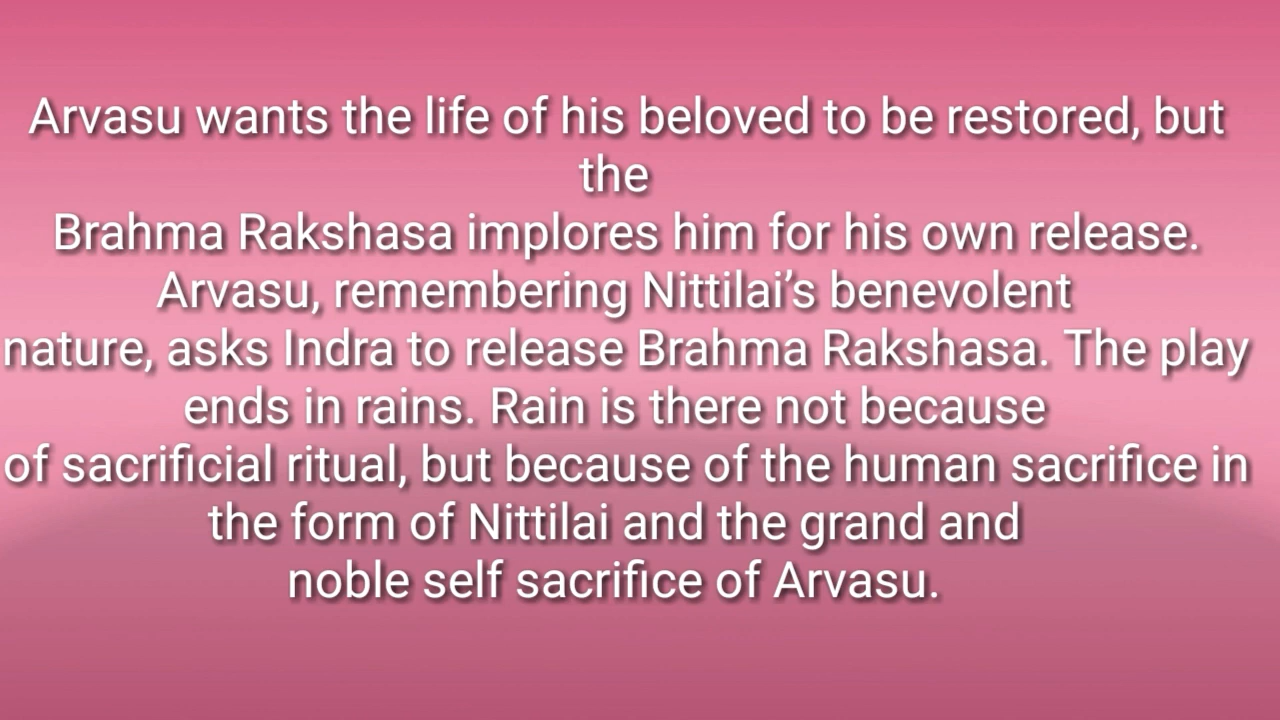 Arvasu wants the life of his beloved to be restored, but
the
Brahma Rakshasa implores him for his own release.
Arvasu, remembering Nittilai’s benevolent
nature, asks Indra to release Brahma Rakshasa. The play
ends in rains. Rain is there not because
of sacrificial ritual, but because of the human sacrifice in
the form of Nittilai and the grand and
noble self sacrifice of Arvasu.